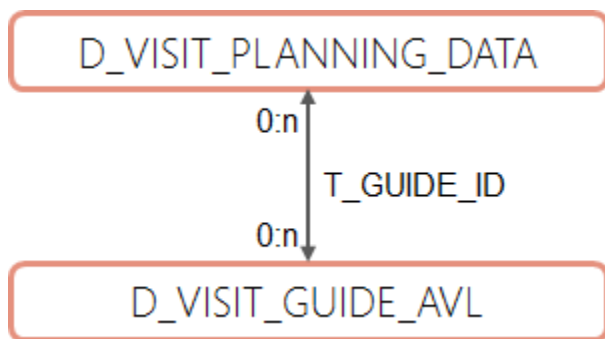 D_VISIT_PLANNING_DATA
0:n
T_GUIDE_ID
0:n
D_VISIT_GUIDE_AVL